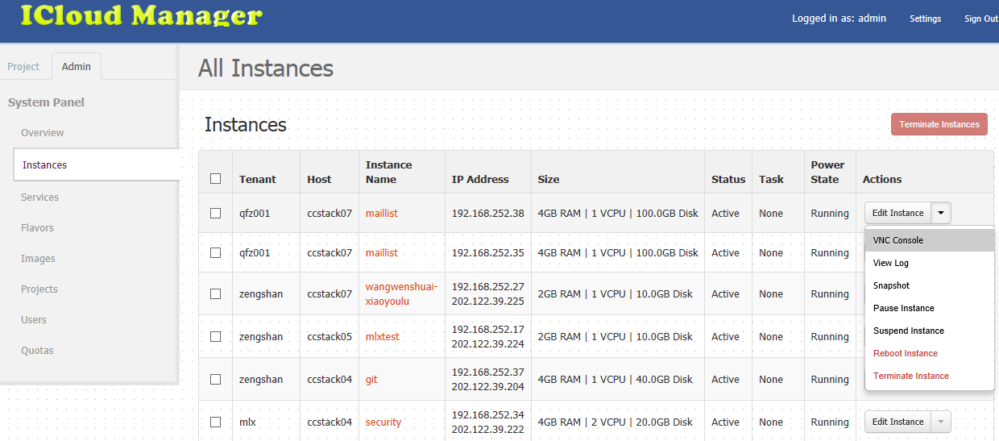 ICloud Manager
Logged in as: admin Settings Sign Out
Project Admin
All Instances
System Panel
Overview
Instances
Services
Flavors
Images
Projects
Users
Quotas
Instances
Terminate Instances
Tenant Host Instance Name IP Address Size Status Task Power State Actions
qfz001 ccstack07 maillist 192.168.252.38 4GB RAM | 1 VCPU | 100.0GB Disk Active None Running Edit Instance
qfz001 ccstack07 maillist 192.168.252.35 4GB RAM | 1 VCPU | 100.0GB Disk Active None Running
zengshan ccstack07 wangwenshuai-xiaoyoulu 192.168.252.27 202.122.39.225 2GB RAM | 1 VCPU | 10.0GB Disk Active None Running
zengshan ccstack05 mlxtest 192.168.252.17 202.122.39.224 2GB RAM | 1 VCPU | 10.0GB Disk Active None Running
zengshan ccstack04 git 192.168.252.37 202.122.39.204 4GB RAM | 1 VCPU | 40.0GB Disk Active None Running
mlx ccstack04 security 192.168.252.34 202.122.39.222 4GB RAM | 2 VCPU | 20.0GB Disk Active None Running Edit Instance
VNC Console
View Log
Snapshot
Pause Instance
Suspend Instance
Reboot Instance
Terminate Instance